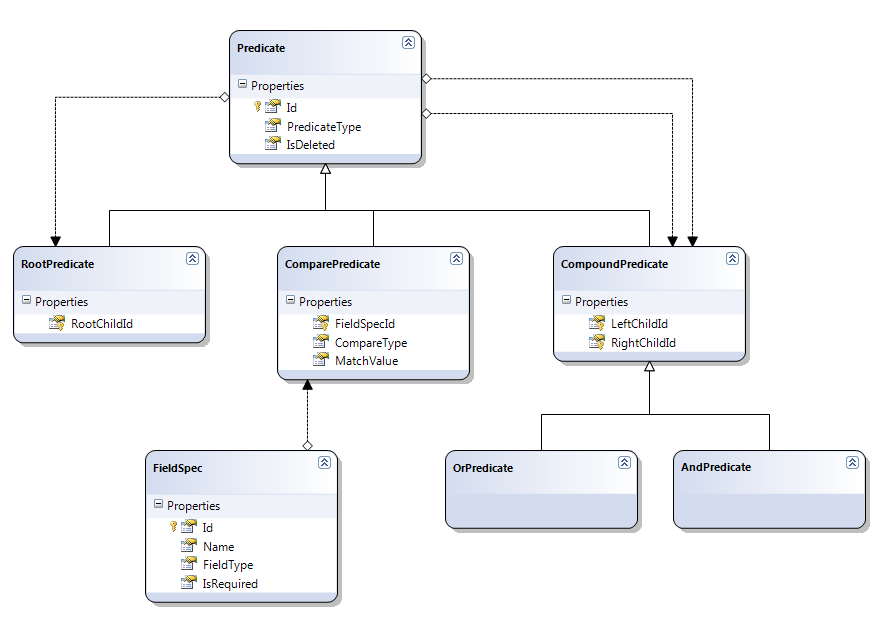 Predicate
Properties
Id
PredicateType
IsDeleted
RootPredicate
Properties
RootChildId
ComparePredicate
Properties
FieldSpecId
CompareType
MatchValue
CompoundPredicate
Properties
LeftChildId
RightChildId
FieldSpec
Properties
Id
Name
FieldType
IsRequired
OrPredicate
AndPredicate